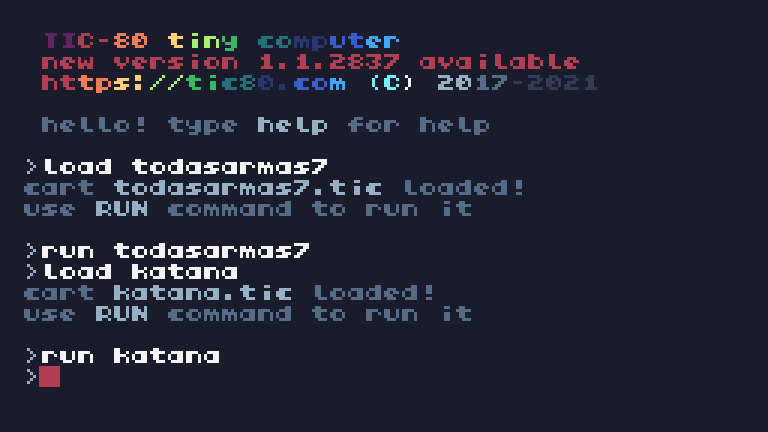 TIC-80 tiny computer
new version 1.1.2837 available
https://tic80.com (C) 2017-2021
hello! type help for help
>load todasarmas7
cart todasarmas7.tic loaded!
use RUN command to run it
>run todasarmas7
>load katana
cart katana.tic loaded!
use RUN command to run it
>run katana
>